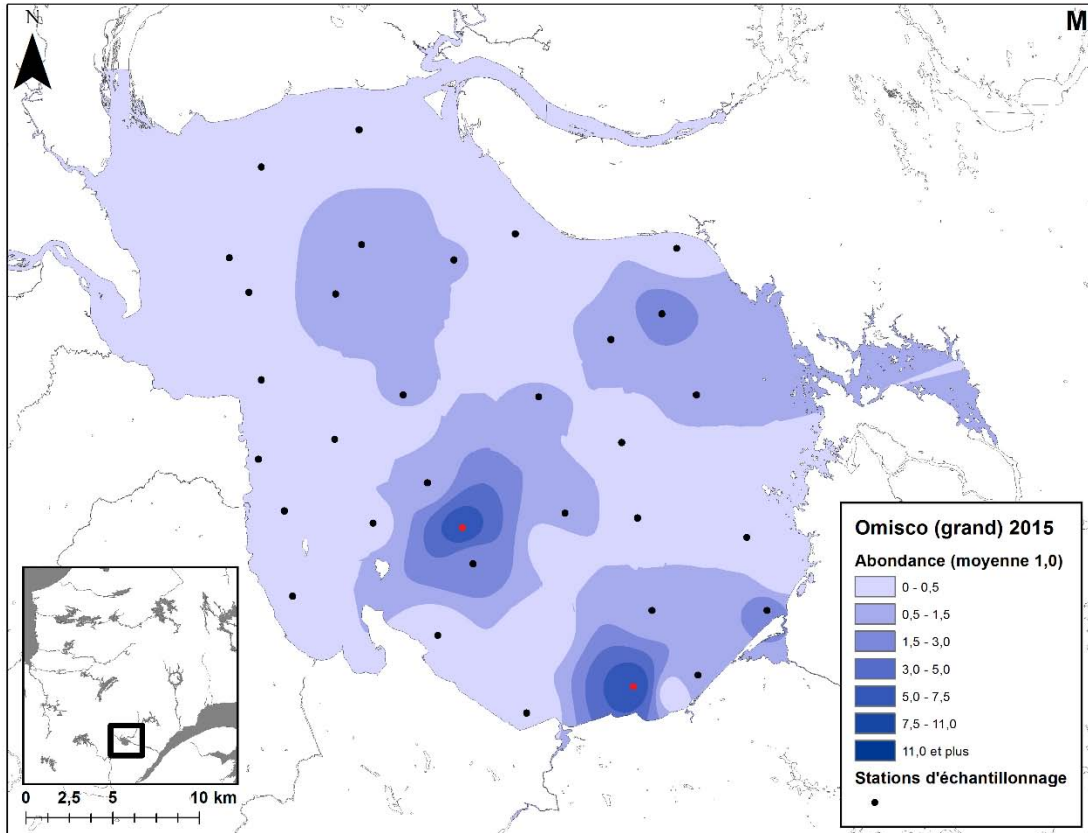 N
M
Omisco (grand) 2015
Abondance (moyenne 1,0)
0 - 0,5
0,5 - 1,5
1,5 - 3,0
3,0 - 5,0
5,0 - 7,5
7,5 - 11,0
11,0 et plus
Stations d'échantillonnage
0 2,5 5 10 km